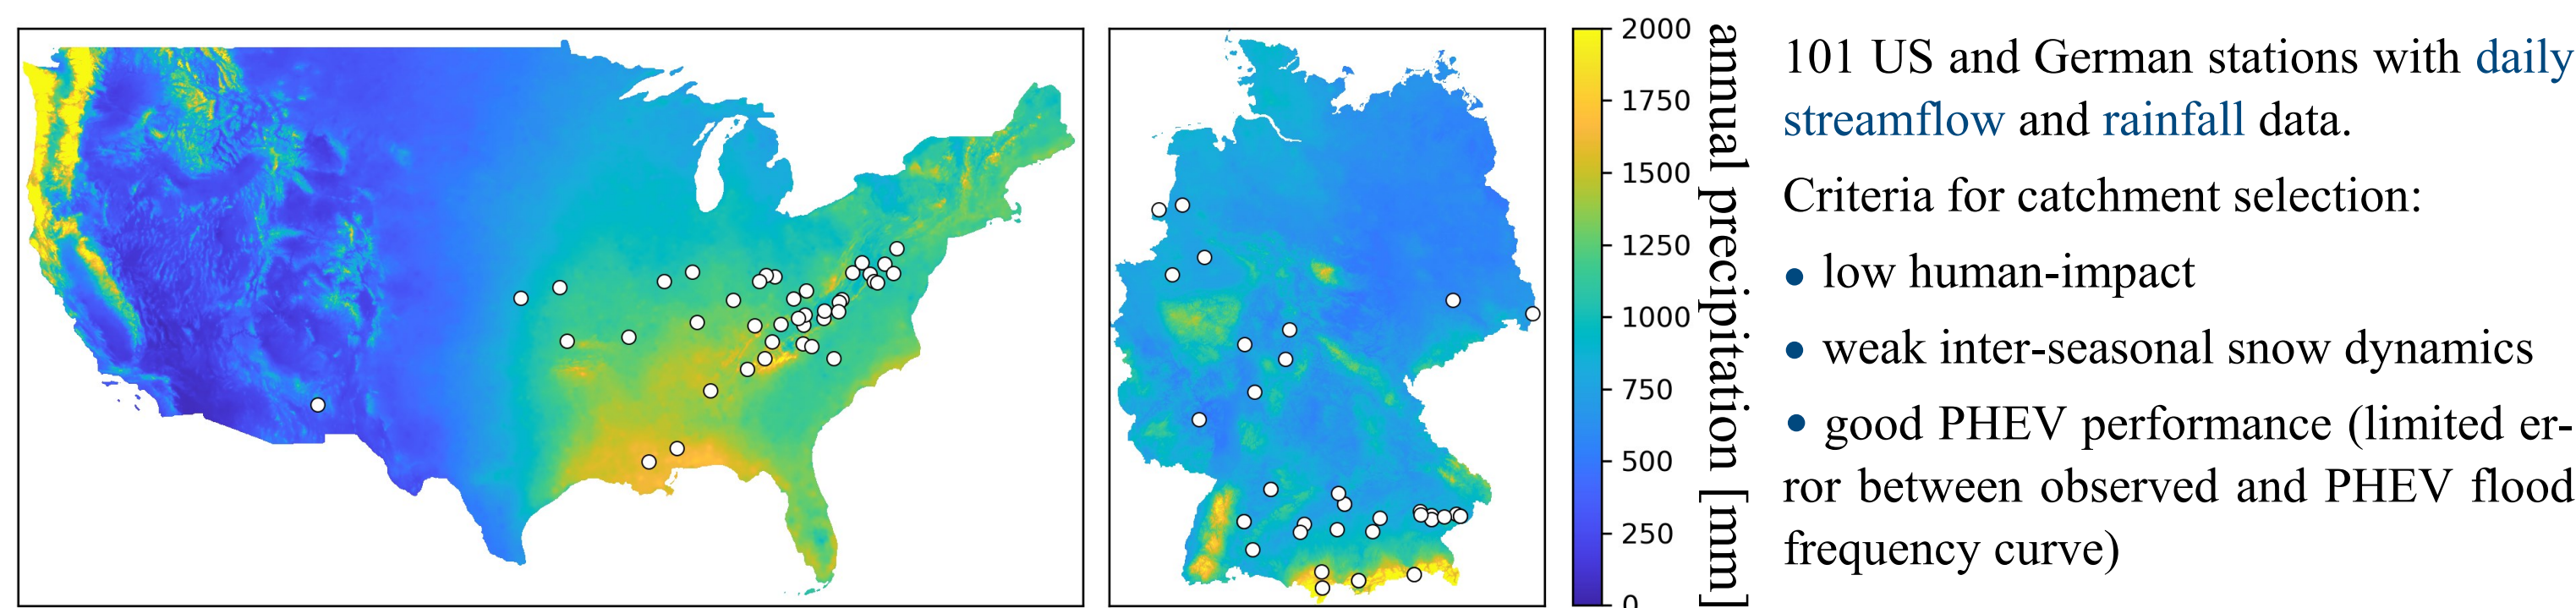 2000
1750
1500
1250
1000
750
500
250
0
annual precipitation [mm]
101 US and German stations with daily
streamflow and rainfall data.
Criteria for catchment selection:
• low human-impact
• weak inter-seasonal snow dynamics
• good PHEV performance (limited er-
ror between observed and PHEV flood
frequency curve)